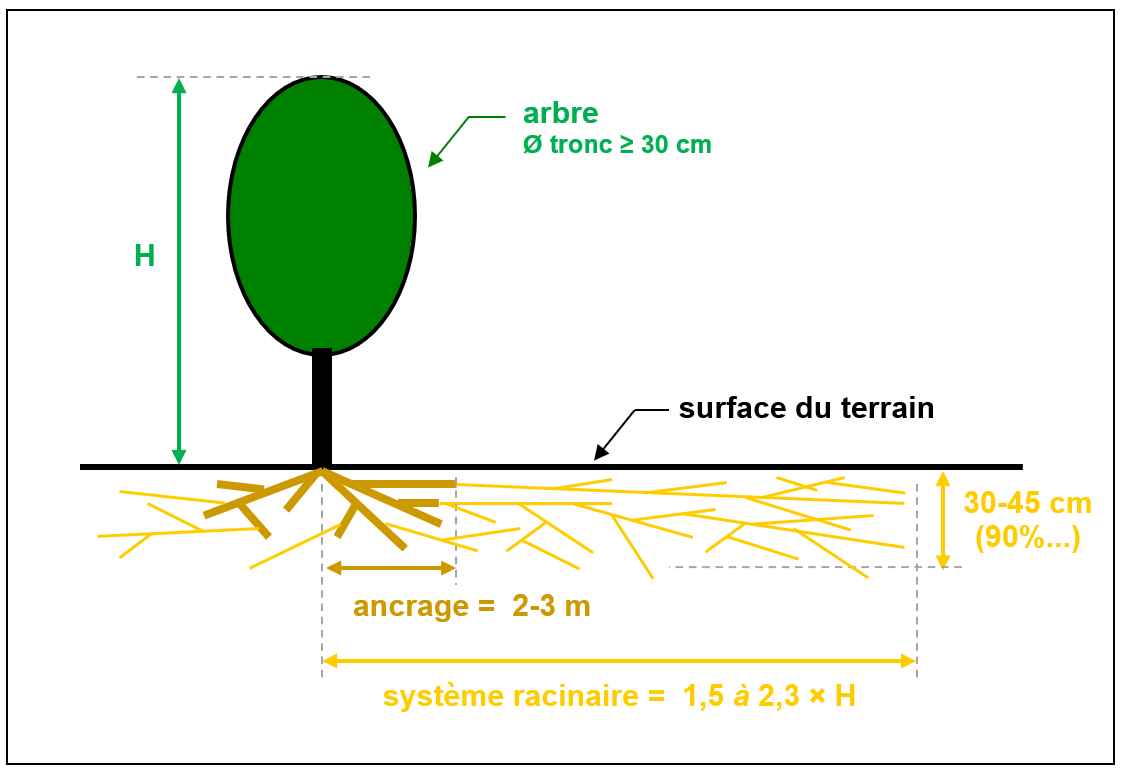 arbre
Ø tronc ≥ 30 cm
H
surface du terrain
30-45 cm
(90%...)
ancrage = 2-3 m
système racinaire = 1,5 à 2,3 × H